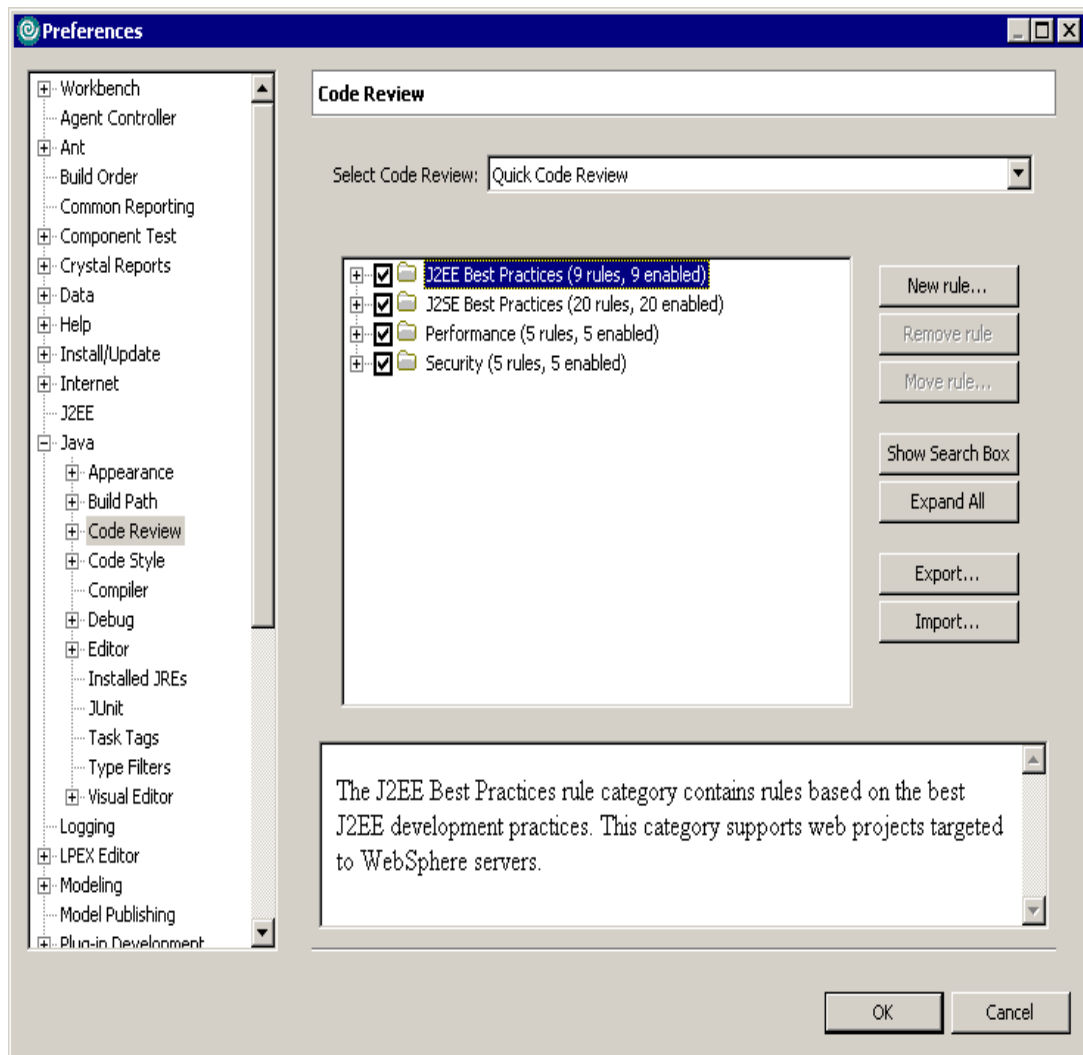 Preferences
Workbench
Agent Controller
Ant
Build Order
Common Reporting
Component Test
Crystal Reports
Data
Help
Install/Update
Internet
J2EE
Java
Appearance
Build Path
Code Review
Code Style
Compiler
Debug
Editor
Installed JREs
JUnit
Task Tags
Type Filters
Visual Editor
Logging
LPEX Editor
Modeling
Model Publishing
Plug-in Development
Code Review
Select Code Review: Quick Code Review
J2EE Best Practices (9 rules, 9 enabled)
J2SE Best Practices (20 rules, 20 enabled)
Performance (5 rules, 5 enabled)
Security (5 rules, 5 enabled)
New rule...
Remove rule
Move rule...
Show Search Box
Expand All
Export...
Import...
The J2EE Best Practices rule category contains rules based on the best
J2EE development practices. This category supports web projects targeted
to WebSphere servers.
OK
Cancel